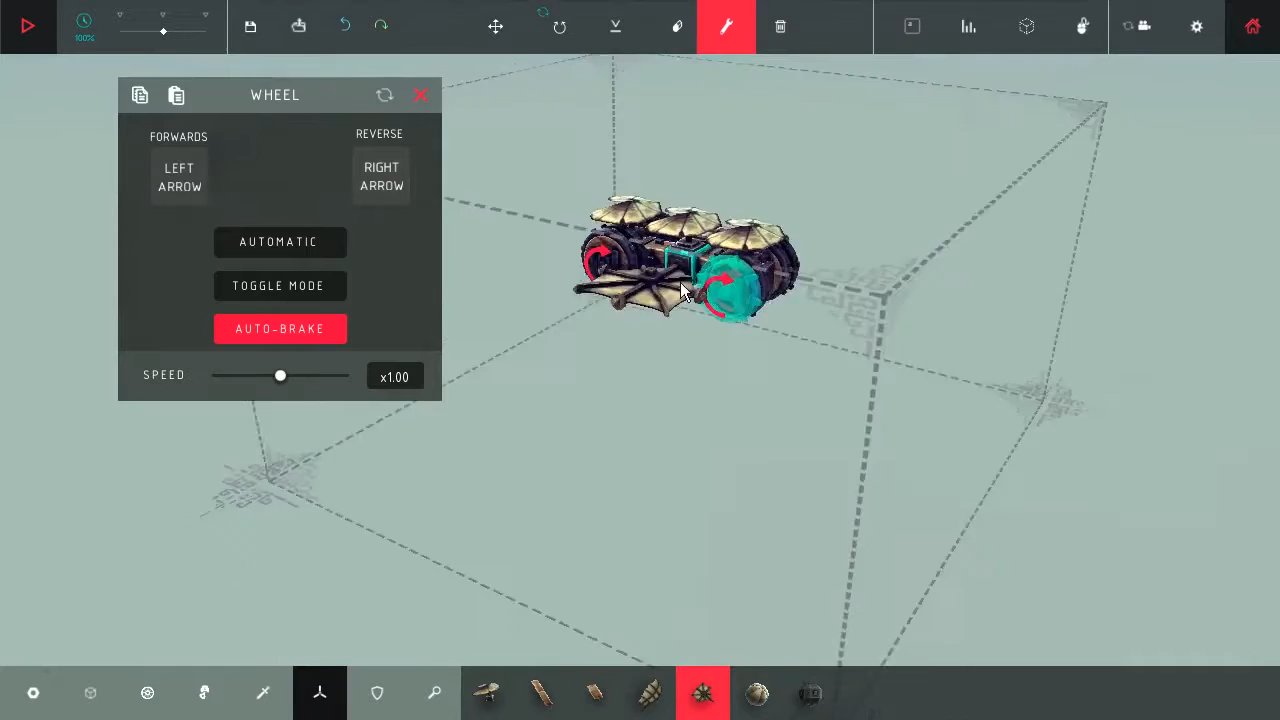 100%
WHEEL
FORWARDS
REVERSE
LEFT
ARROW
RIGHT
ARROW
AUTOMATIC
TOGGLE MODE
AUTO-BRAKE
SPEED
x1.00